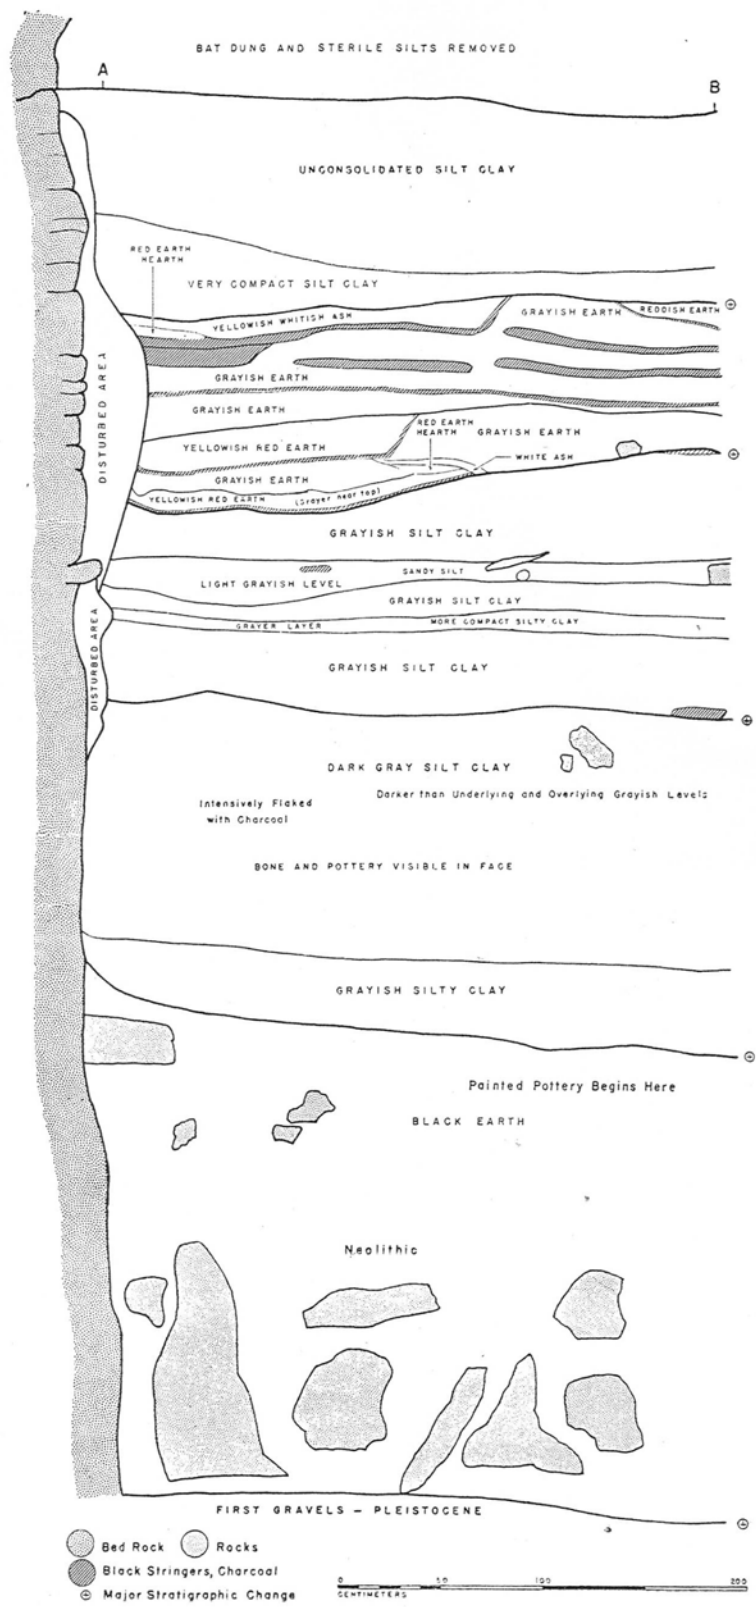 BAT DUNG AND STERILE SILTS REMOVED
A
B
UNCONSOLIDATED SILT CLAY
RED EARTH
HEARTH
VERY COMPACT SILT CLAY
YELLOWISH WHITISH ASH
GRAYISH EARTH
REDDISH EARTH
GRAYISH EARTH
GRAYISH EARTH
DISTURBED AREA
RED EARTH
HEARTH
GRAYISH EARTH
YELLOWISH RED EARTH
WHITE ASH
GRAYISH EARTH
YELLOWISH RED EARTH (Grayer near top)
GRAYISH SILT CLAY
SANDY SILT
LIGHT GRAYISH LEVEL
GRAYISH SILT CLAY
GRAYER LAYER
MORE COMPACT SILTY CLAY
DISTURBED AREA
GRAYISH SILT CLAY
DARK GRAY SILT CLAY
Darker than Underlying and Overlying Grayish Levels
Intensively Flaked
with Charcoal
BONE AND POTTERY VISIBLE IN FACE
GRAYISH SILTY CLAY
Painted Pottery Begins Here
BLACK EARTH
Neolithic
FIRST GRAVELS – PLEISTOCENE
Bed Rock
Rocks
Black Stringers, Charcoal
Major Stratigraphic Change
0 100 200
CENTIMETERS